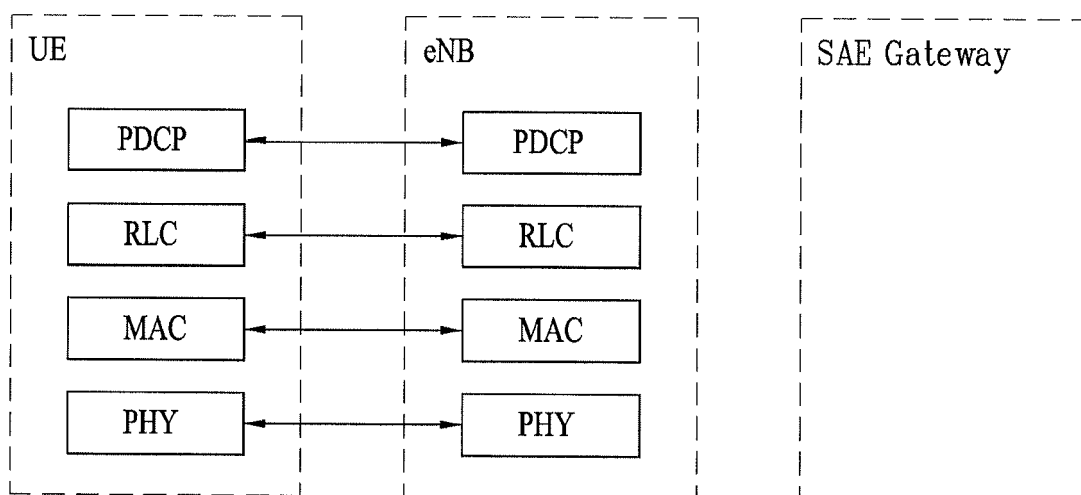 UE
eNB
SAE Gateway
PDCP
PDCP
RLC
RLC
MAC
MAC
PHY
PHY